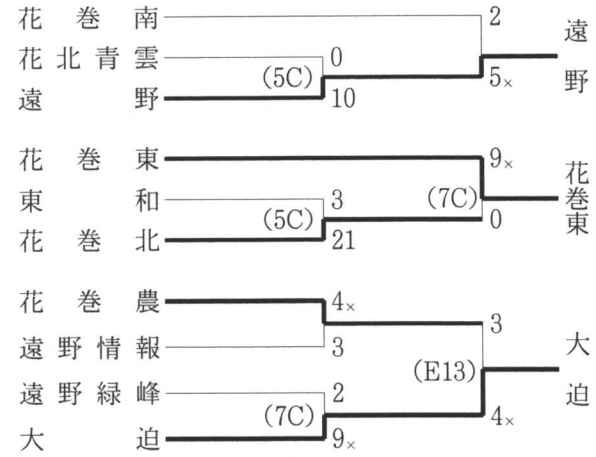 花巻南
2
遠野
花北青雲
0
(5C)
5×
遠野
10
花巻東
9×
花巻東
東和
3
(7C)
(5C)
0
花巻北
21
花巻農
4×
3
大迫
遠野情報
3
(E13)
遠野緑峰
2
(7C)
4×
大迫
9×